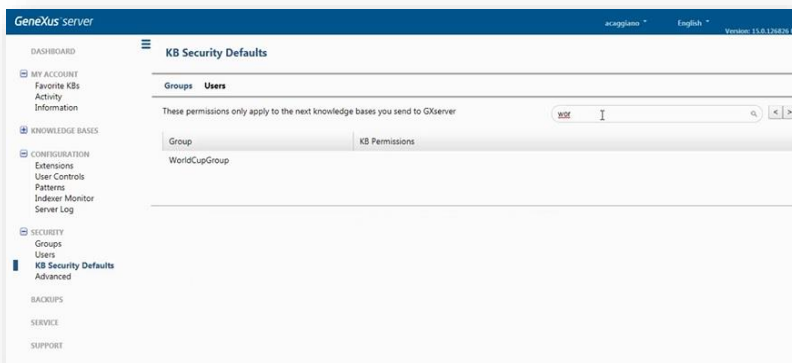 GeneXus server
acaggiano English
Version: 15.0.126826
DASHBOARD
MY ACCOUNT
Favorite KBs
Activity
Information
KNOWLEDGE BASES
CONFIGURATION
Extensions
User Controls
Patterns
Indexer Monitor
Server Log
SECURITY
Groups
Users
KB Security Defaults
Advanced
BACKUPS
SERVICE
SUPPORT
KB Security Defaults
Groups Users
These permissions only apply to the next knowledge bases you send to GXserver
wor
< >
Group KB Permissions
WorldCupGroup